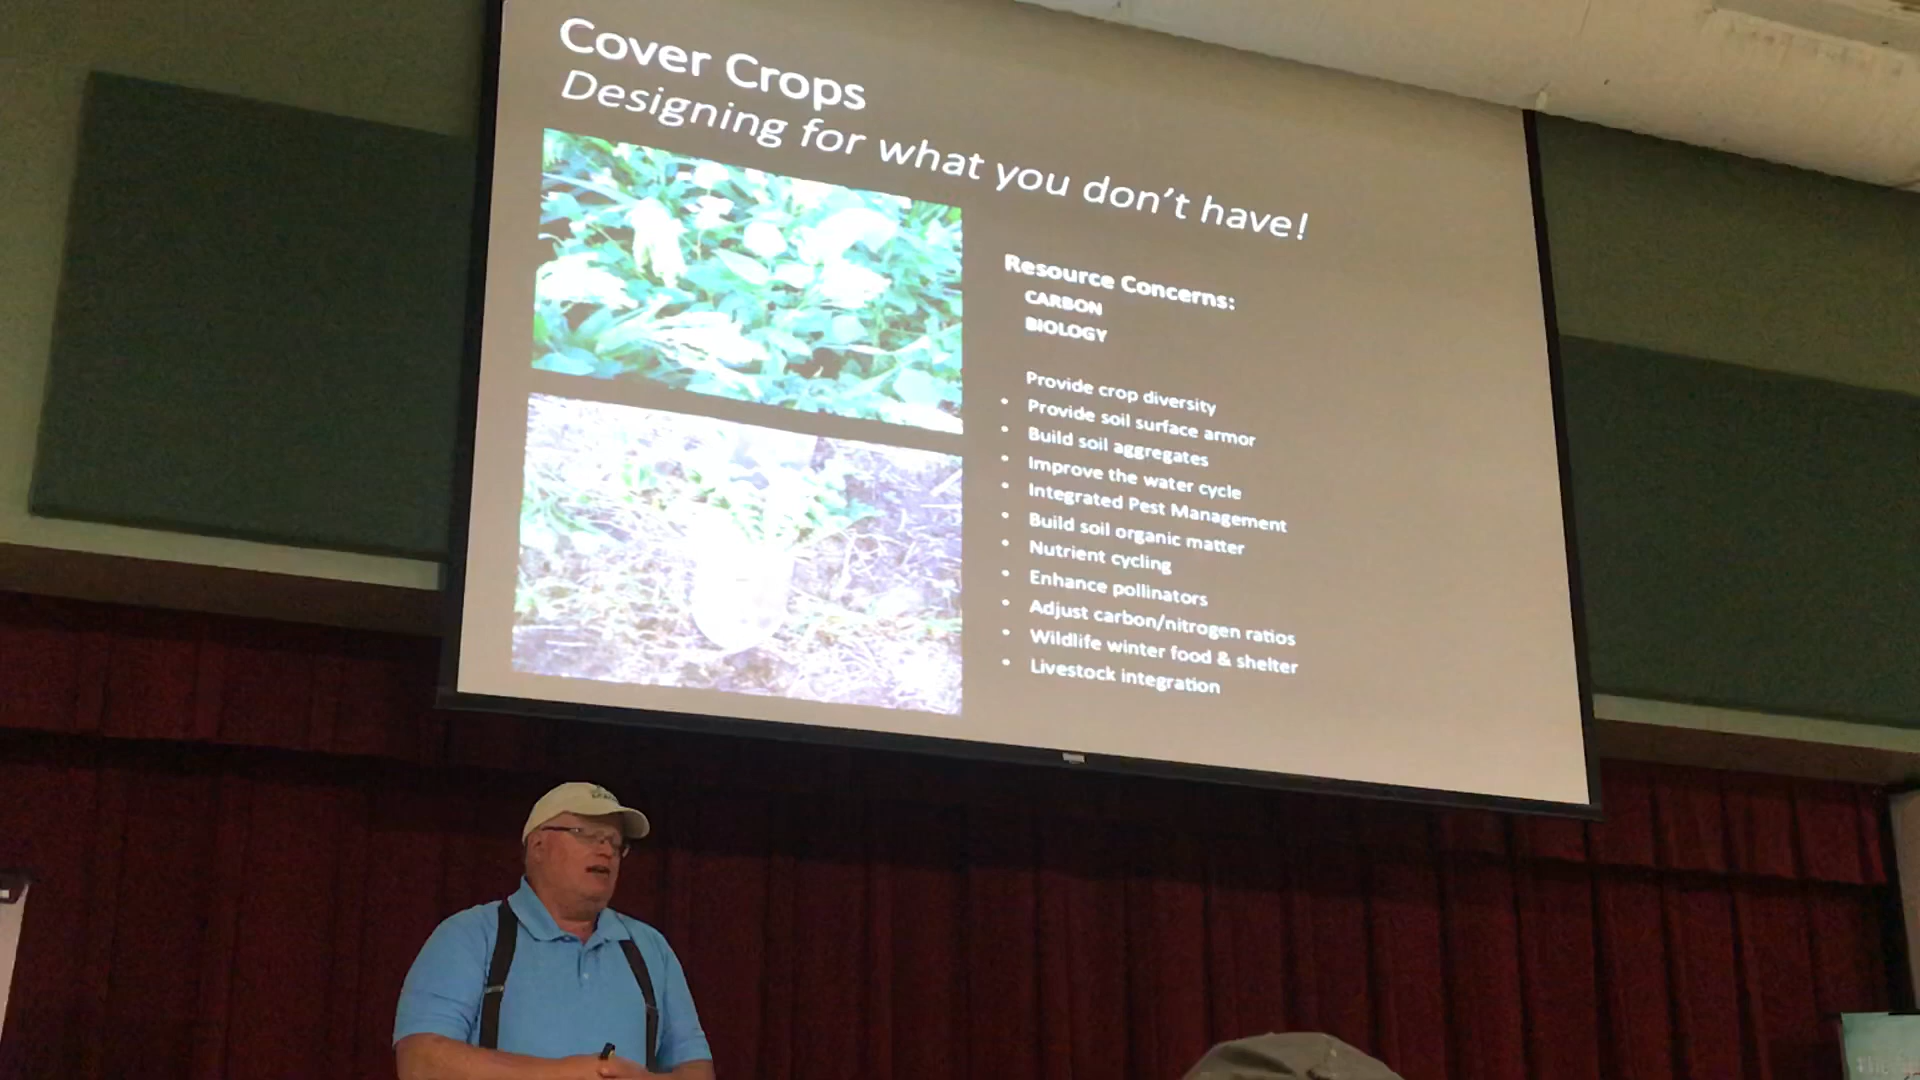 Cover Crops
Designing for what you don't have!
Resource Concerns:
CARBON
BIOLOGY
Provide crop diversity
• Provide soil surface armor
• Build soil aggregates
• Improve the water cycle
• Integrated Pest Management
• Build soil organic matter
• Nutrient cycling
• Enhance pollinators
• Adjust carbon/nitrogen ratios
• Wildlife winter food & shelter
• Livestock integration